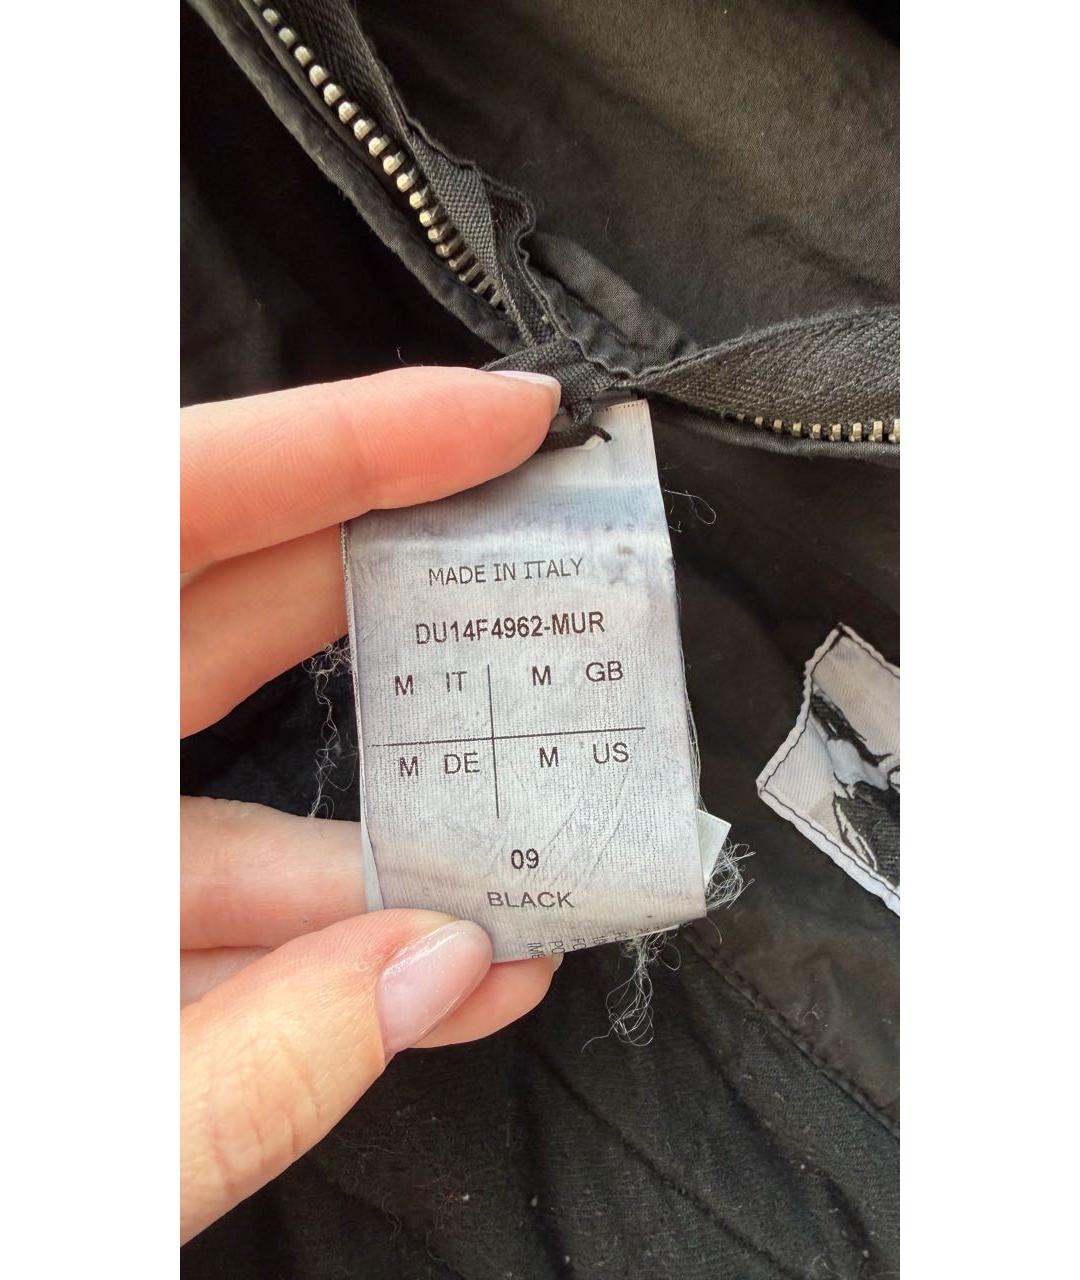 MADE IN ITALY
DU14F4962-MUR
M IT M GB
M DE M US
09
BLACK